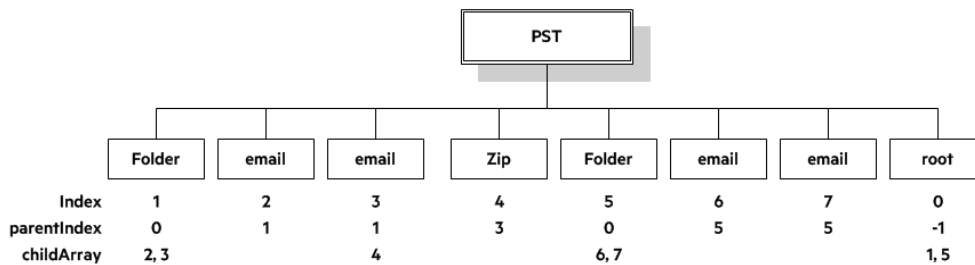 PST
Folder email email Zip Folder email email root
Index 1 2 3 4 5 6 7 0
parentIndex 0 1 1 3 0 5 5 -1
childArray 2, 3 4 6, 7 1, 5